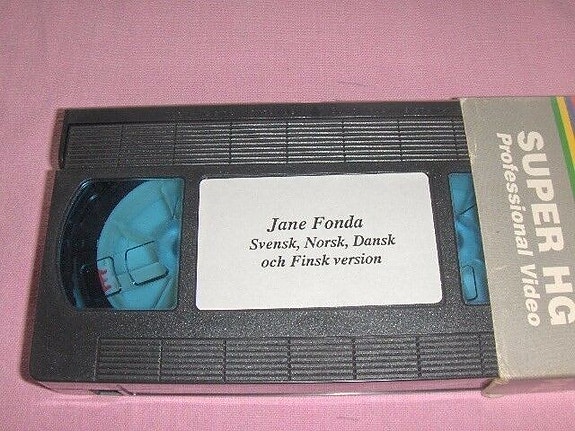 Jane Fonda
Svensk, Norsk, Dansk
och Finsk version
SUPER HG
Professional Video